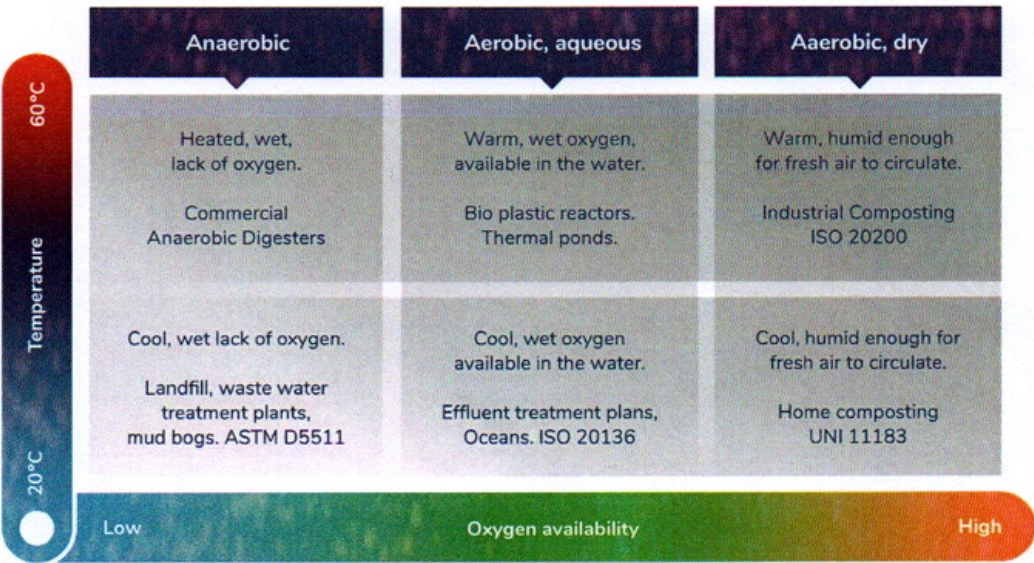 Anaerobic
Aerobic, aqueous
Aaerobic, dry
60°C
Temperature
20°C
Heated, wet,
lack of oxygen.
Commercial
Anaerobic Digesters
Warm, wet oxygen,
available in the water.
Bio plastic reactors.
Thermal ponds.
Warm, humid enough
for fresh air to circulate.
Industrial Composting
ISO 20200
Cool, wet lack of oxygen.
Landfill, waste water
treatment plants,
mud bogs. ASTM D5511
Cool, wet oxygen
available in the water.
Effluent treatment plans,
Oceans. ISO 20136
Cool, humid enough for
fresh air to circulate.
Home composting
UNI 11183
Low
Oxygen availability
High